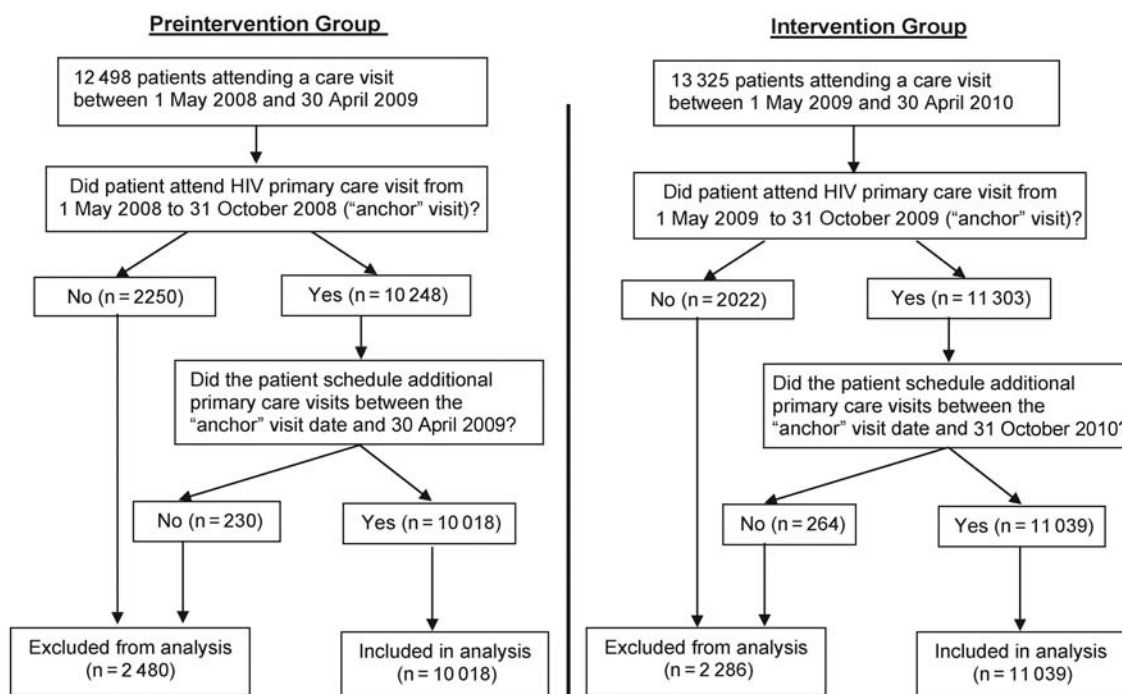 Preintervention Group
12 498 patients attending a care visit
between 1 May 2008 and 30 April 2009
Did patient attend HIV primary care visit from
1 May 2008 to 31 October 2008 (“anchor” visit)?
No (n = 2250)
Yes (n = 10 248)
Did the patient schedule additional
primary care visits between the
“anchor” visit date and 30 April 2009?
No (n = 230)
Yes (n = 10 018)
Excluded from analysis
(n = 2 480)
Included in analysis
(n = 10 018)
Intervention Group
13 325 patients attending a care visit
between 1 May 2009 and 30 April 2010
Did patient attend HIV primary care visit from
1 May 2009 to 31 October 2009 (“anchor” visit)?
No (n = 2022)
Yes (n = 11 303)
Did the patient schedule additional
primary care visits between the
“anchor” visit date and 31 October 2010?
No (n = 264)
Yes (n = 11 039)
Excluded from analysis
(n = 2 286)
Included in analysis
(n = 11 039)